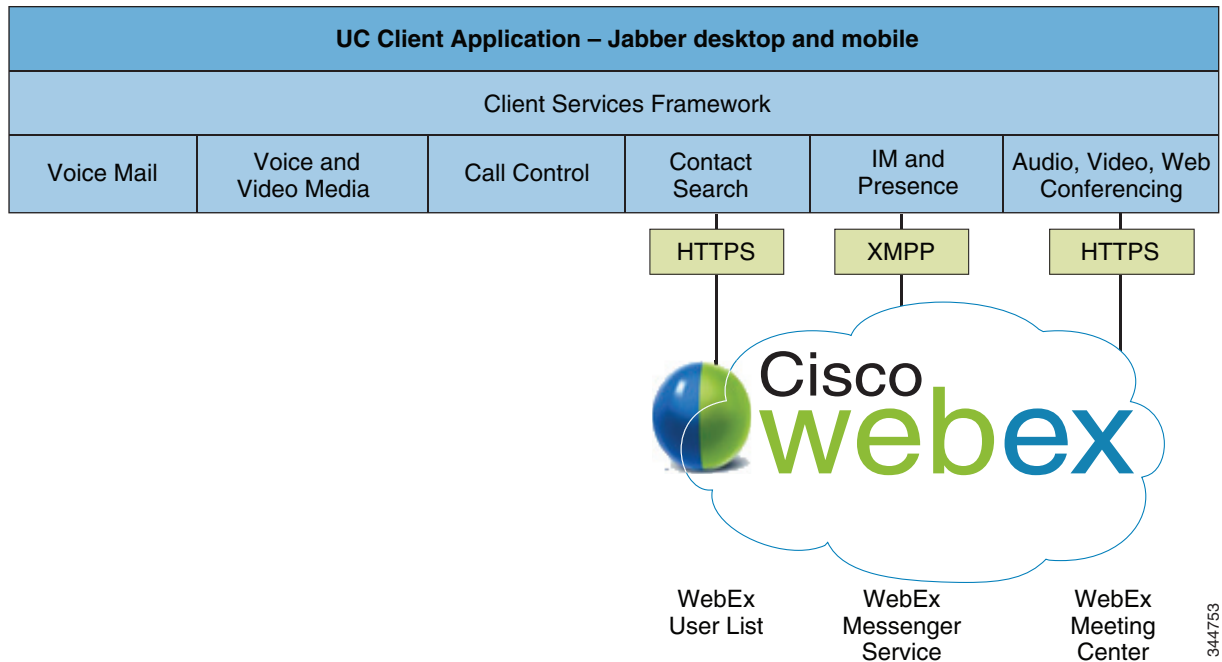 UC Client Application – Jabber desktop and mobile
Client Services Framework
Voice Mail
Voice and
Video Media
Call Control
Contact
Search
IM and
Presence
Audio, Video, Web
Conferencing
HTTPS
XMPP
HTTPS
Cisco
webex
WebEx
User List
WebEx
Messenger
Service
WebEx
Meeting
Center
344753